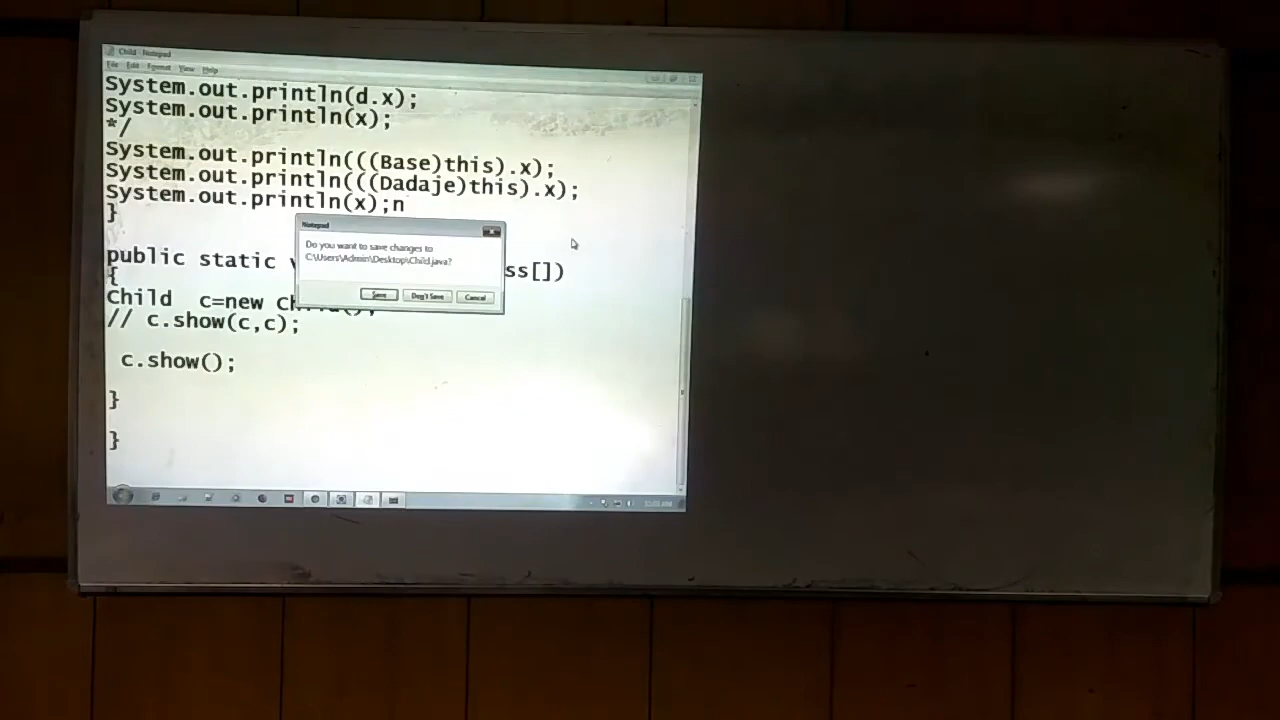 Child - Notepad
File Edit Format View Help
System.out.println(d.x);
System.out.println(x);
*/
System.out.println(((Base)this).x);
System.out.println(((Dadaje)this).x);
System.out.println(x);n
}
public static
ss[])
{
Child c=new
// c.show(c,c);
c.show();
}
}
Notepad
Do you want to save changes to
C:\Users\Admin\Desktop\Child.java?
Save Don't Save Cancel